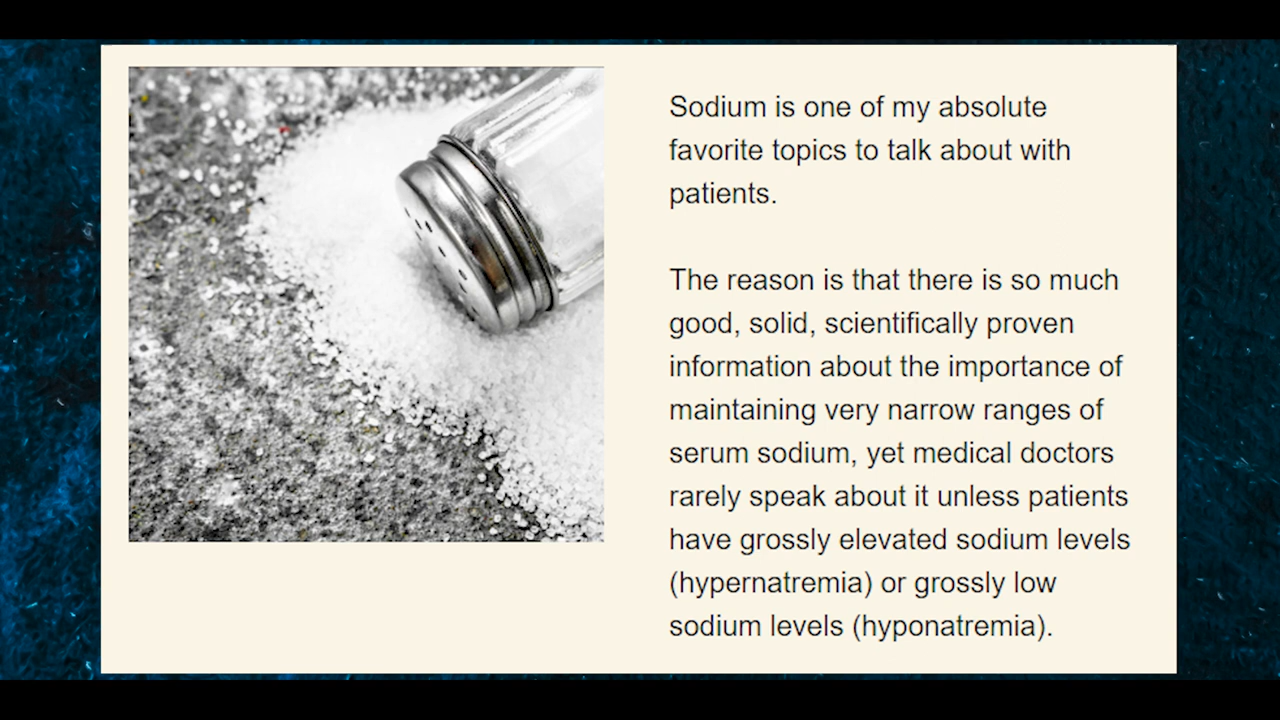 Sodium is one of my absolute
favorite topics to talk about with
patients.
The reason is that there is so much
good, solid, scientifically proven
information about the importance of
maintaining very narrow ranges of
serum sodium, yet medical doctors
rarely speak about it unless patients
have grossly elevated sodium levels
(hypernatremia) or grossly low
sodium levels (hyponatremia).